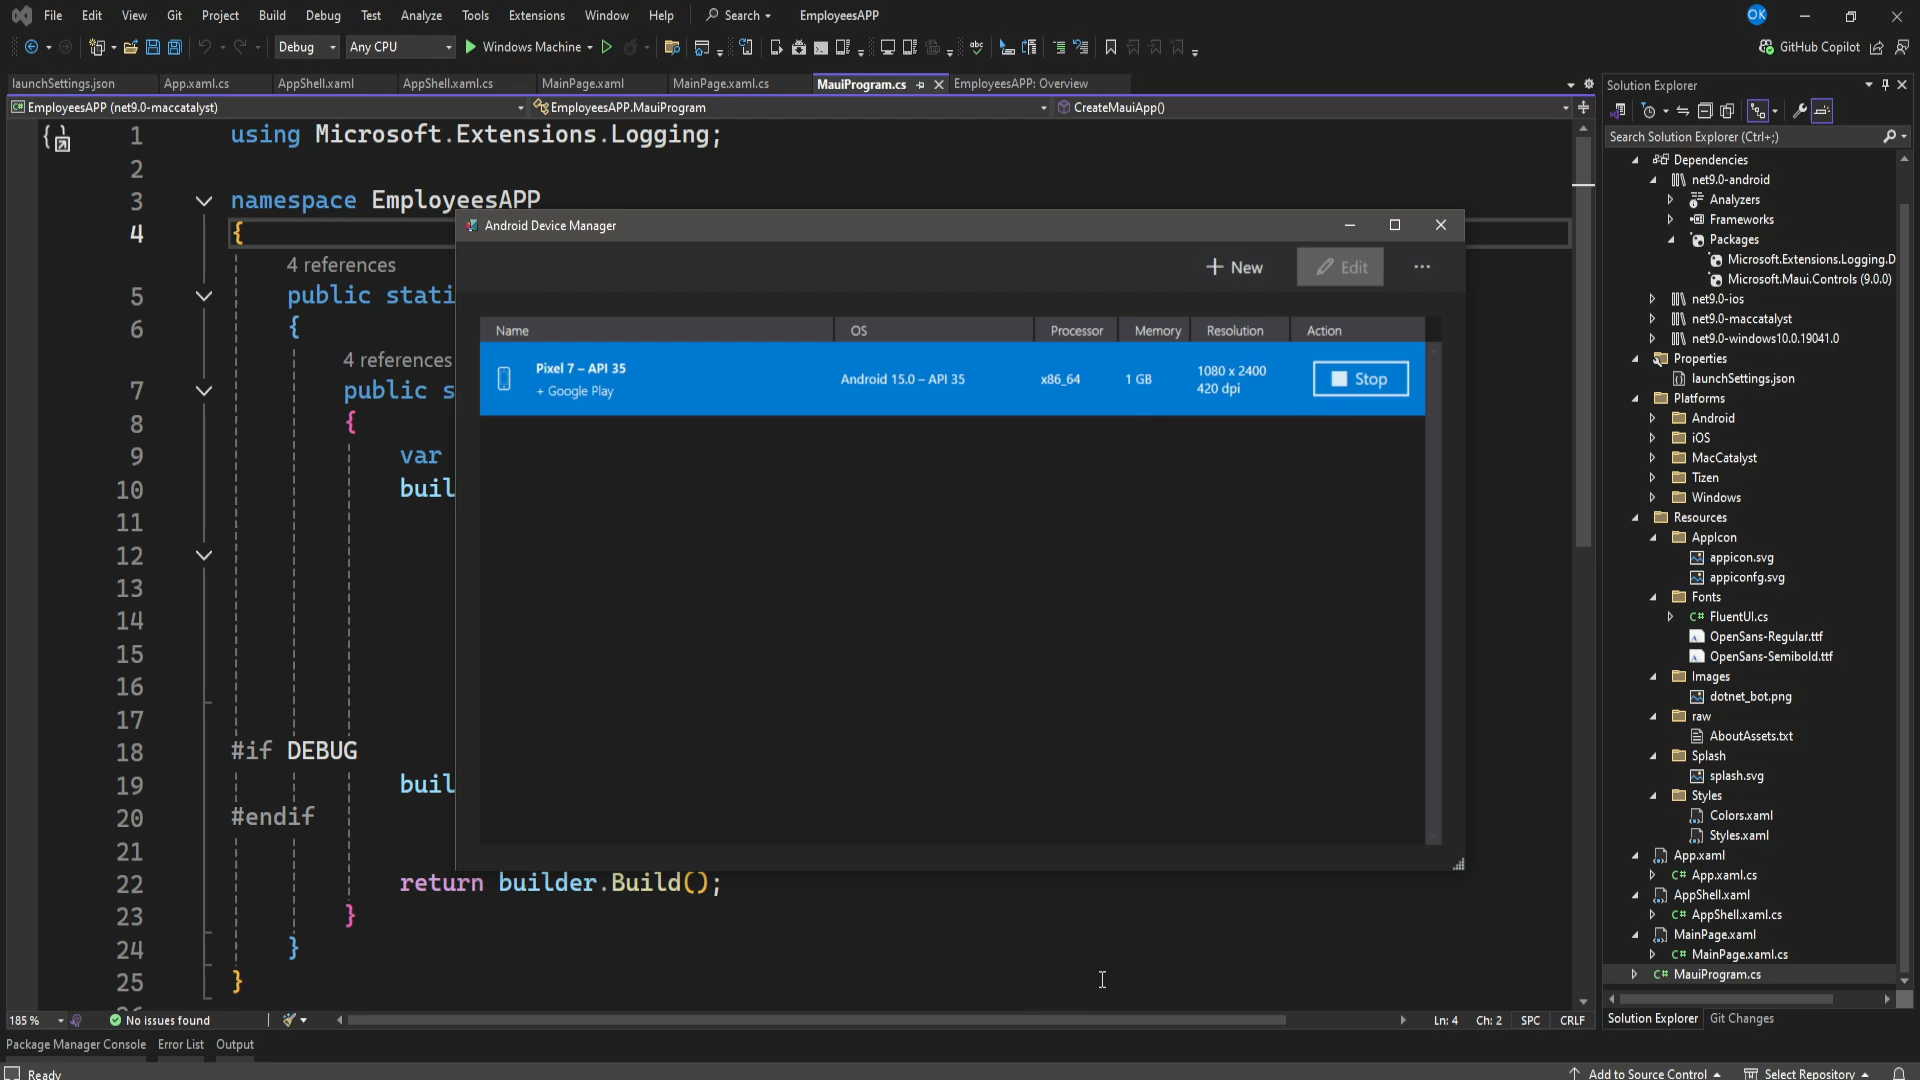 File Edit View Git Project Build Debug Test Analyze Tools Extensions Window Help Search EmployeesAPP OK
Debug Any CPU Windows Machine abc GitHub Copilot
launchSettings.json App.xaml.cs AppShell.xaml AppShell.xaml.cs MainPage.xaml MainPage.xaml.cs MauiProgram.cs EmployeesAPP: Overview
EmployeesAPP (net9.0-maccatalyst) EmployeesAPP.MauiProgram CreateMauiApp()
1 using Microsoft.Extensions.Logging;
2
3 namespace EmployeesAPP
4 {
4 references
5 public stati
6 {
4 references
7 public s
8 {
9 var
10 buil
11
12
13
14
15
16
17
18 #if DEBUG
19 buil
20 #endif
21
22 return builder.Build();
23 }
24 }
25 }
Android Device Manager
+ New Edit ...
Name OS Processor Memory Resolution Action
Pixel 7 – API 35
+ Google Play
Android 15.0 – API 35 x86_64 1 GB
1080 x 2400
420 dpi
Stop
Solution Explorer
Search Solution Explorer (Ctrl+;)
Dependencies
net9.0-android
Analyzers
Frameworks
Packages
Microsoft.Extensions.Logging.D
Microsoft.Maui.Controls (9.0.0)
net9.0-ios
net9.0-maccatalyst
net9.0-windows10.0.19041.0
Properties
launchSettings.json
Platforms
Android
iOS
MacCatalyst
Tizen
Windows
Resources
AppIcon
appicon.svg
appiconfg.svg
Fonts
C# FluentUI.cs
OpenSans-Regular.ttf
OpenSans-Semibold.ttf
Images
dotnet_bot.png
raw
AboutAssets.txt
Splash
splash.svg
Styles
Colors.xaml
Styles.xaml
App.xaml
C# App.xaml.cs
AppShell.xaml
C# AppShell.xaml.cs
MainPage.xaml
C# MainPage.xaml.cs
C# MauiProgram.cs
Solution Explorer Git Changes
185 % No issues found Ln: 4 Ch: 2 SPC CRLF
Package Manager Console Error List Output
Ready Add to Source Control Select Repository